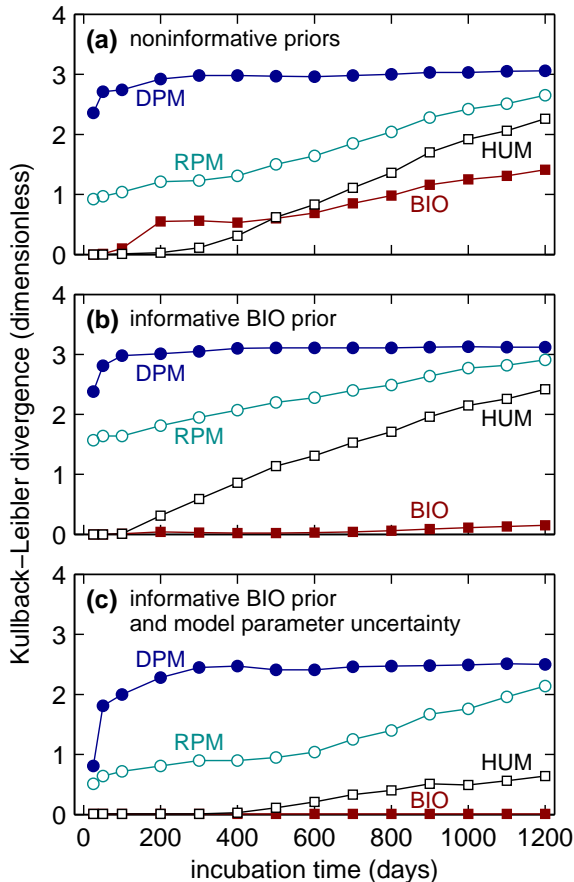 Kullback–Leibler divergence (dimensionless)
(a) noninformative priors
4
3
2
1
0
DPM
RPM
HUM
BIO
(b) informative BIO prior
4
3
2
1
0
DPM
RPM
HUM
BIO
(c) informative BIO prior
and model parameter uncertainty
4
3
2
1
0
DPM
RPM
HUM
BIO
0 200 400 600 800 1000 1200
incubation time (days)